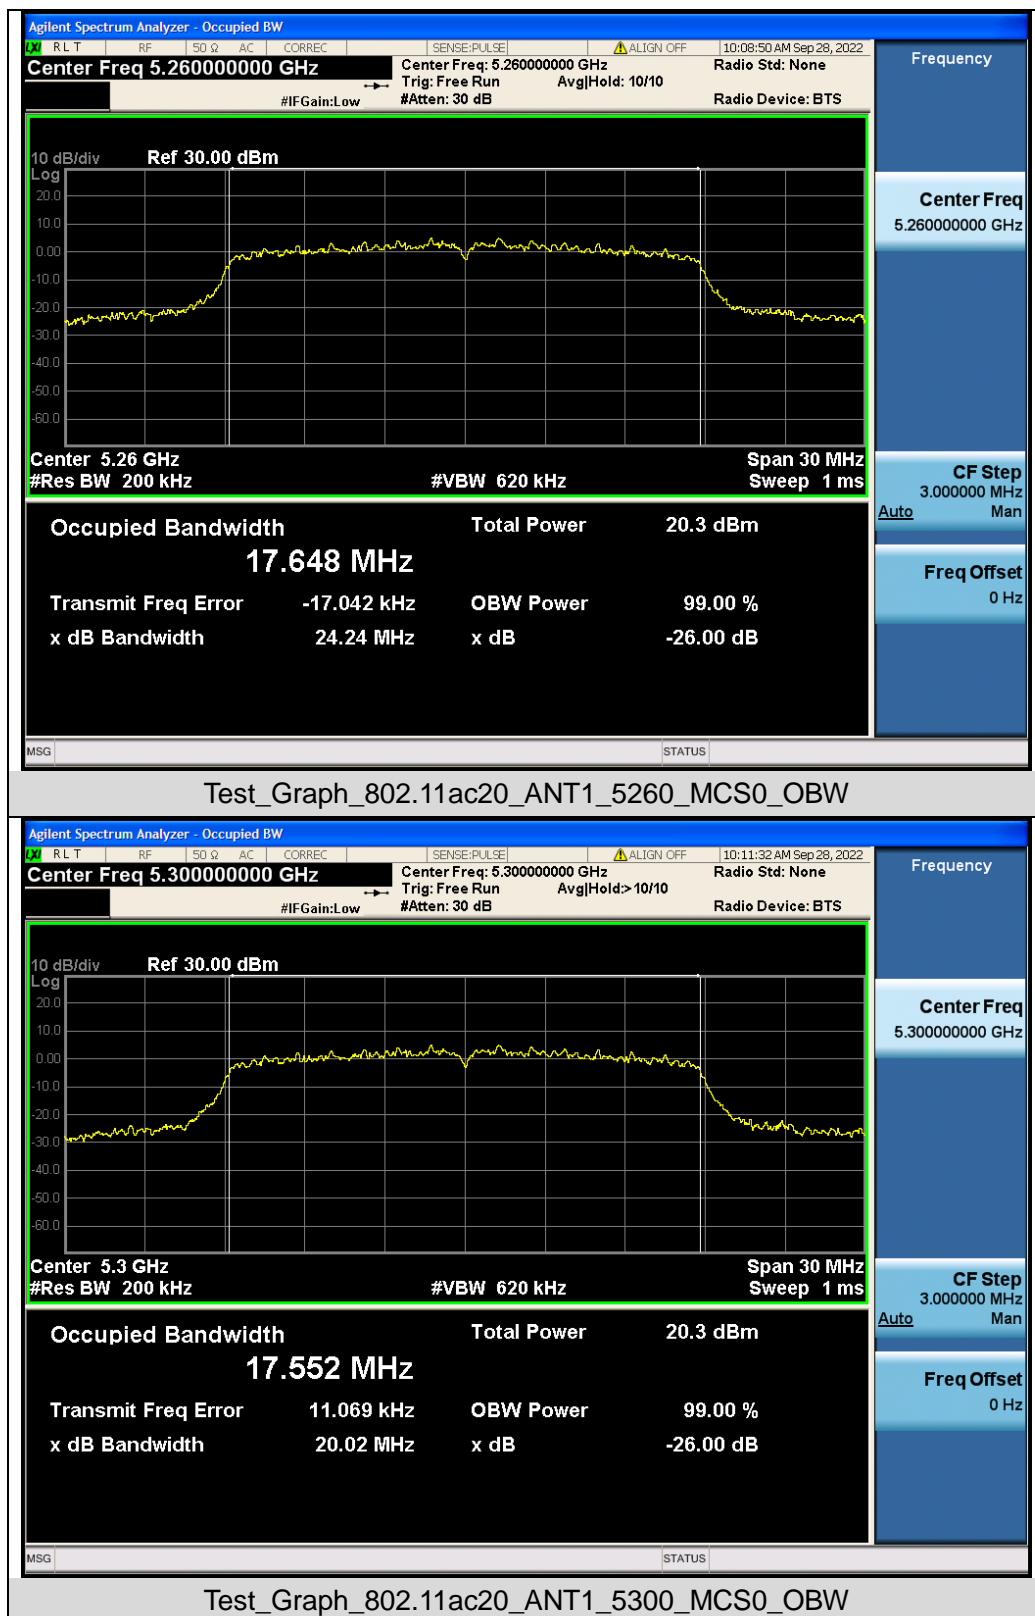 Agilent Spectrum Analyzer - Occupied BW
LXI RLT RF 50 Ω AC CORREC SENSE:PULSE ALIGN OFF 10:08:50 AM Sep 28, 2022
Center Freq 5.260000000 GHz
Center Freq: 5.260000000 GHz Radio Std: None
Trig: Free Run Avg|Hold: 10/10
#IFGain:Low #Atten: 30 dB Radio Device: BTS
Frequency
10 dB/div Ref 30.00 dBm
Log
20.0
10.0
0.00
-10.0
-20.0
-30.0
-40.0
-50.0
-60.0
Center 5.26 GHz Span 30 MHz
#Res BW 200 kHz #VBW 620 kHz Sweep 1 ms
Center Freq
5.260000000 GHz
CF Step
3.000000 MHz
Auto Man
Freq Offset
0 Hz
Occupied Bandwidth Total Power 20.3 dBm
17.648 MHz
Transmit Freq Error -17.042 kHz OBW Power 99.00 %
x dB Bandwidth 24.24 MHz x dB -26.00 dB
MSG STATUS
Test_Graph_802.11ac20_ANT1_5260_MCS0_OBW
Agilent Spectrum Analyzer - Occupied BW
LXI RLT RF 50 Ω AC CORREC SENSE:PULSE ALIGN OFF 10:11:32 AM Sep 28, 2022
Center Freq 5.300000000 GHz
Center Freq: 5.300000000 GHz Radio Std: None
Trig: Free Run Avg|Hold:>10/10
#IFGain:Low #Atten: 30 dB Radio Device: BTS
Frequency
10 dB/div Ref 30.00 dBm
Log
20.0
10.0
0.00
-10.0
-20.0
-30.0
-40.0
-50.0
-60.0
Center 5.3 GHz Span 30 MHz
#Res BW 200 kHz #VBW 620 kHz Sweep 1 ms
Center Freq
5.300000000 GHz
CF Step
3.000000 MHz
Auto Man
Freq Offset
0 Hz
Occupied Bandwidth Total Power 20.3 dBm
17.552 MHz
Transmit Freq Error 11.069 kHz OBW Power 99.00 %
x dB Bandwidth 20.02 MHz x dB -26.00 dB
MSG STATUS
Test_Graph_802.11ac20_ANT1_5300_MCS0_OBW